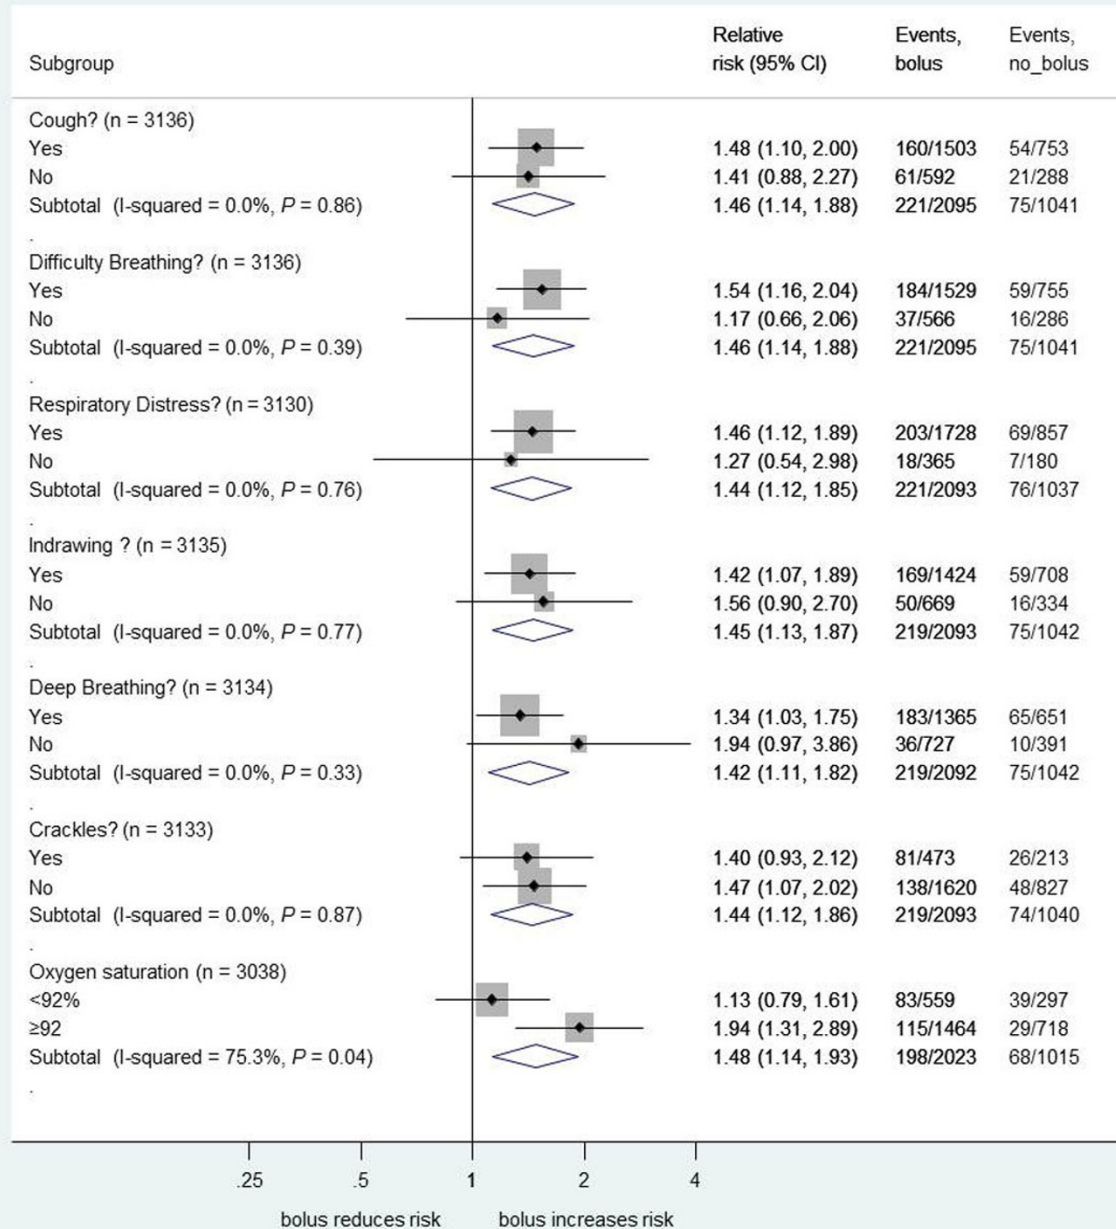 Subgroup Relative risk (95% CI) Events, bolus Events, no_bolus
Cough? (n = 3136)
Yes 1.48 (1.10, 2.00) 160/1503 54/753
No 1.41 (0.88, 2.27) 61/592 21/288
Subtotal (I-squared = 0.0%, P = 0.86) 1.46 (1.14, 1.88) 221/2095 75/1041
.
Difficulty Breathing? (n = 3136)
Yes 1.54 (1.16, 2.04) 184/1529 59/755
No 1.17 (0.66, 2.06) 37/566 16/286
Subtotal (I-squared = 0.0%, P = 0.39) 1.46 (1.14, 1.88) 221/2095 75/1041
.
Respiratory Distress? (n = 3130)
Yes 1.46 (1.12, 1.89) 203/1728 69/857
No 1.27 (0.54, 2.98) 18/365 7/180
Subtotal (I-squared = 0.0%, P = 0.76) 1.44 (1.12, 1.85) 221/2093 76/1037
.
Indrawing ? (n = 3135)
Yes 1.42 (1.07, 1.89) 169/1424 59/708
No 1.56 (0.90, 2.70) 50/669 16/334
Subtotal (I-squared = 0.0%, P = 0.77) 1.45 (1.13, 1.87) 219/2093 75/1042
.
Deep Breathing? (n = 3134)
Yes 1.34 (1.03, 1.75) 183/1365 65/651
No 1.94 (0.97, 3.86) 36/727 10/391
Subtotal (I-squared = 0.0%, P = 0.33) 1.42 (1.11, 1.82) 219/2092 75/1042
.
Crackles? (n = 3133)
Yes 1.40 (0.93, 2.12) 81/473 26/213
No 1.47 (1.07, 2.02) 138/1620 48/827
Subtotal (I-squared = 0.0%, P = 0.87) 1.44 (1.12, 1.86) 219/2093 74/1040
.
Oxygen saturation (n = 3038)
<92% 1.13 (0.79, 1.61) 83/559 39/297
≥92 1.94 (1.31, 2.89) 115/1464 29/718
Subtotal (I-squared = 75.3%, P = 0.04) 1.48 (1.14, 1.93) 198/2023 68/1015
.
.25 .5 1 2 4
bolus reduces risk bolus increases risk